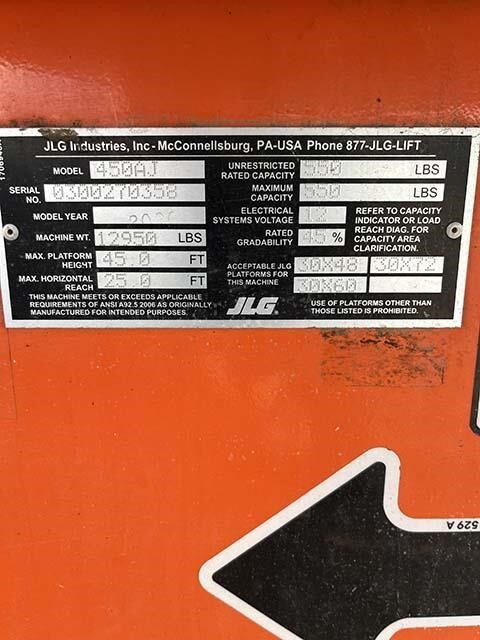 JLG Industries, Inc - McConnellsburg, PA-USA Phone 877-JLG-LIFT
MODEL 450AJ
SERIAL NO. 0300270358
MODEL YEAR
MACHINE WT. 12950 LBS
MAX. PLATFORM HEIGHT 45.0 FT
MAX. HORIZONTAL REACH 25.0 FT
THIS MACHINE MEETS OR EXCEEDS APPLICABLE
REQUIREMENTS OF ANSI A92.5 2006 AS ORIGINALLY
MANUFACTURED FOR INTENDED PURPOSES.
UNRESTRICTED RATED CAPACITY 550 LBS
MAXIMUM CAPACITY 550 LBS
ELECTRICAL SYSTEMS VOLTAGE 12
RATED GRADABILITY 45 %
REFER TO CAPACITY
INDICATOR OR LOAD
REACH DIAG. FOR
CAPACITY AREA
CLARIFICATION.
ACCEPTABLE JLG
PLATFORMS FOR
THIS MACHINE
30X48 30X72
30X60
JLG
USE OF PLATFORMS OTHER THAN
THOSE LISTED IS PROHIBITED.
529 A